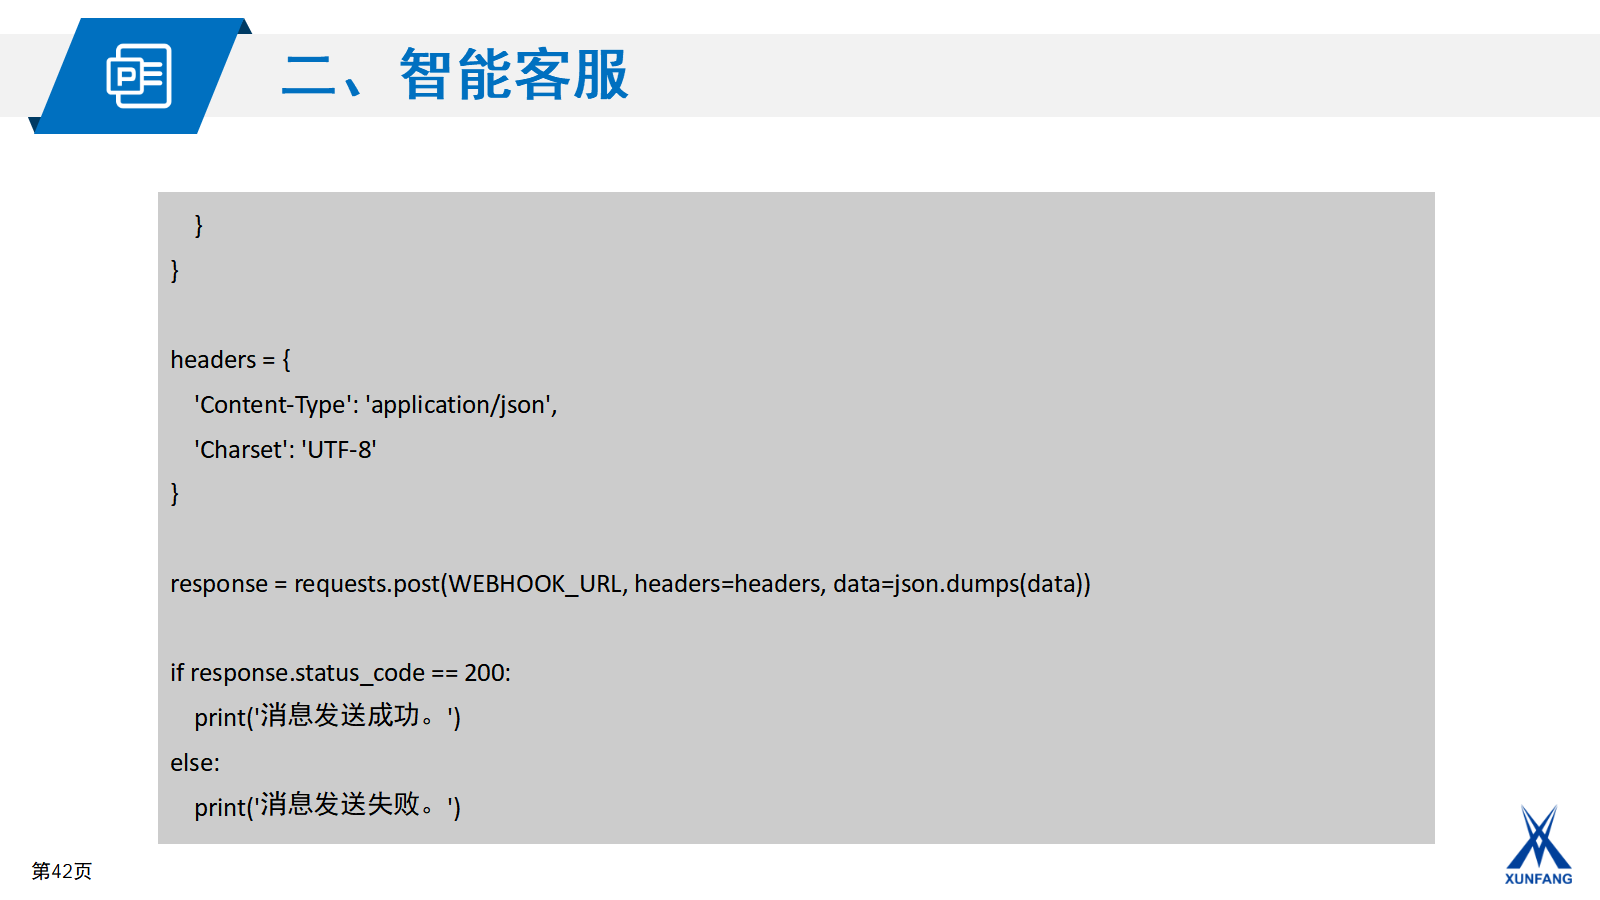 二、智能客服
    }
}
headers = {
    'Content-Type': 'application/json',
    'Charset': 'UTF-8'
}
response = requests.post(WEBHOOK_URL, headers=headers, data=json.dumps(data))
if response.status_code == 200:
    print('消息发送成功。')
else:
    print('消息发送失败。')
第42页
XUNFANG